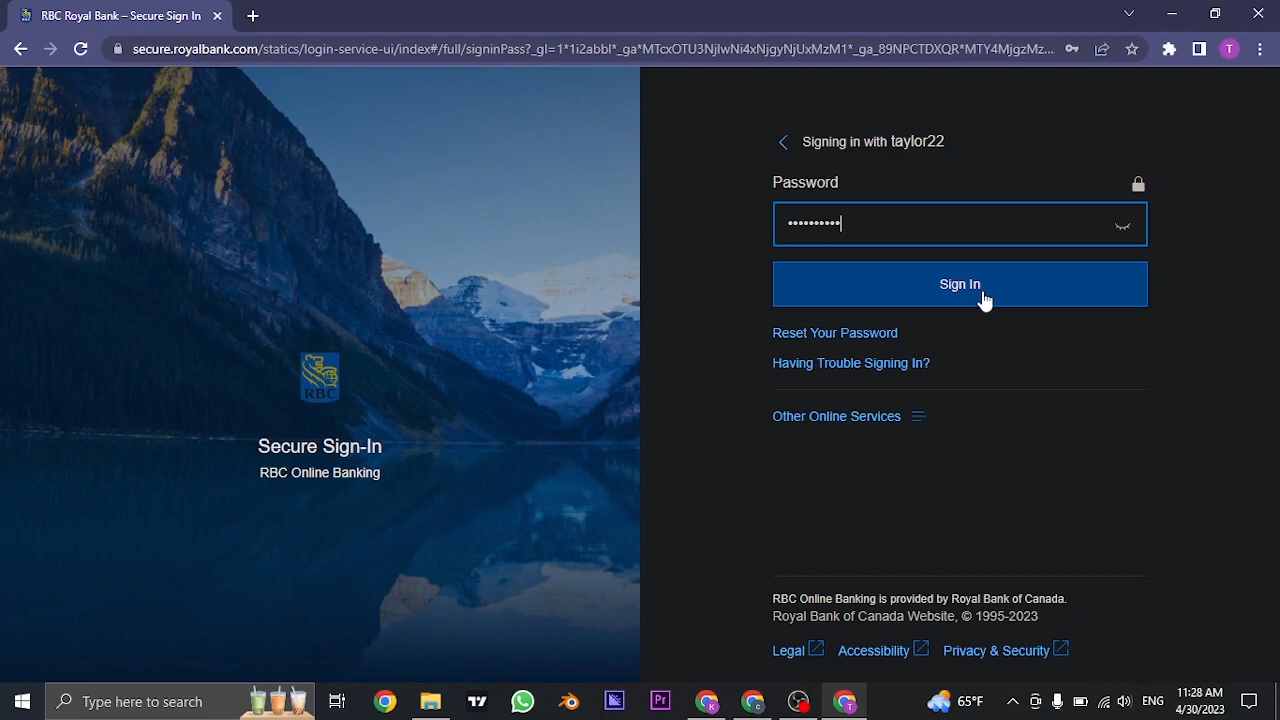 RBC Royal Bank - Secure Sign In
secure.royalbank.com/statics/login-service-ui/index#/full/signinPass?_gl=1*1i2abbl*_ga*MTcxOTU3NjIwNi4xNjgyNjUxMzM1*_ga_89NPCTDXQR*MTY4MjgzMz...
T
Signing in with taylor22
Password
••••••••••
Sign In
Reset Your Password
Having Trouble Signing In?
Other Online Services
RBC
Secure Sign-In
RBC Online Banking
RBC Online Banking is provided by Royal Bank of Canada.
Royal Bank of Canada Website, © 1995-2023
Legal Accessibility Privacy & Security
Type here to search
Pr
K
T
65°F
ENG
11:28 AM
4/30/2023